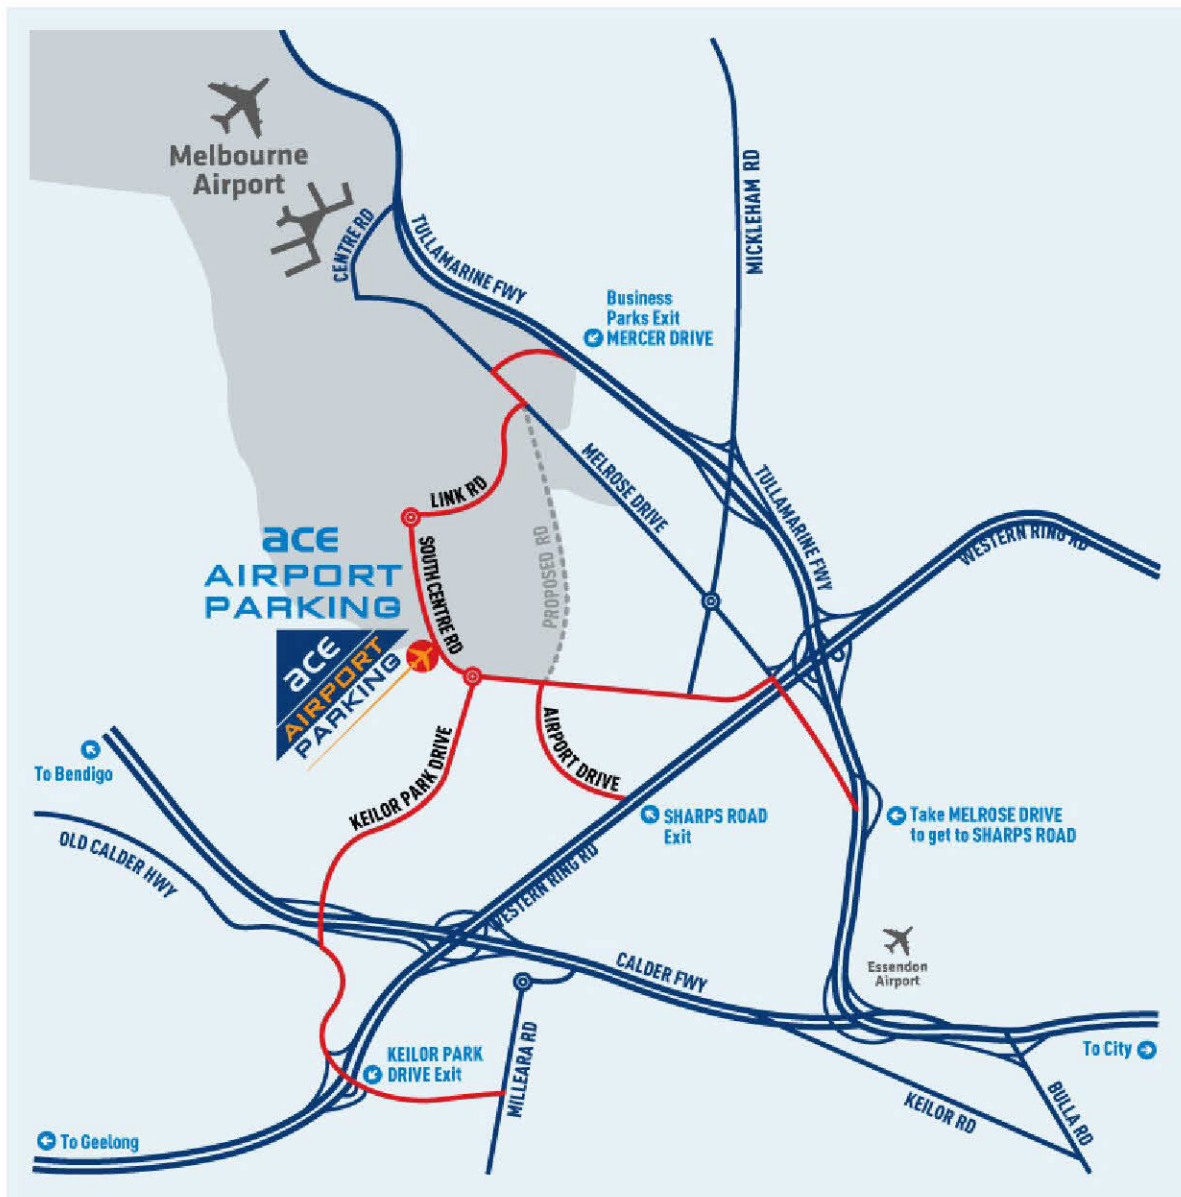 Melbourne
Airport
CENTRE RD
TULLAMARINE FWY
MICKLEHAM RD
Business
Parks Exit
MERCER DRIVE
MELROSE DRIVE
TULLAMARINE FWY
LINK RD
WESTERN RING RD
ace
AIRPORT
PARKING
SOUTH CENTRE RD
PROPOSED RD
ace
AIRPORT
PARKING
AIRPORT DRIVE
KEILOR PARK DRIVE
To Bendigo
SHARPS ROAD
Exit
Take MELROSE DRIVE
to get to SHARPS ROAD
OLD CALDER HWY
WESTERN RING RD
CALDER FWY
Essendon
Airport
MILLEARA RD
KEILOR PARK
DRIVE Exit
To City
KEILOR RD
BULLA RD
To Geelong